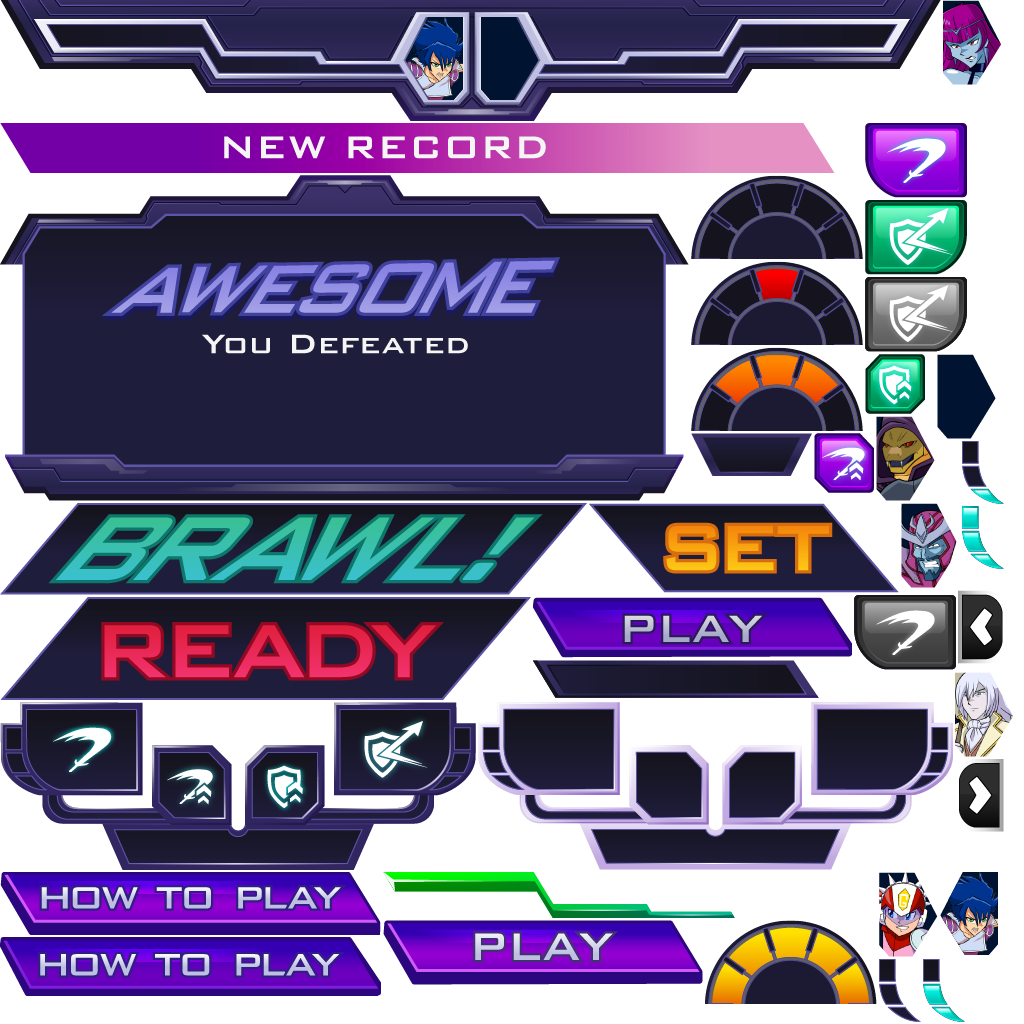 NEW RECORD
AWESOME
You Defeated
BRAWL!
SET
READY
PLAY
HOW TO PLAY
PLAY
HOW TO PLAY